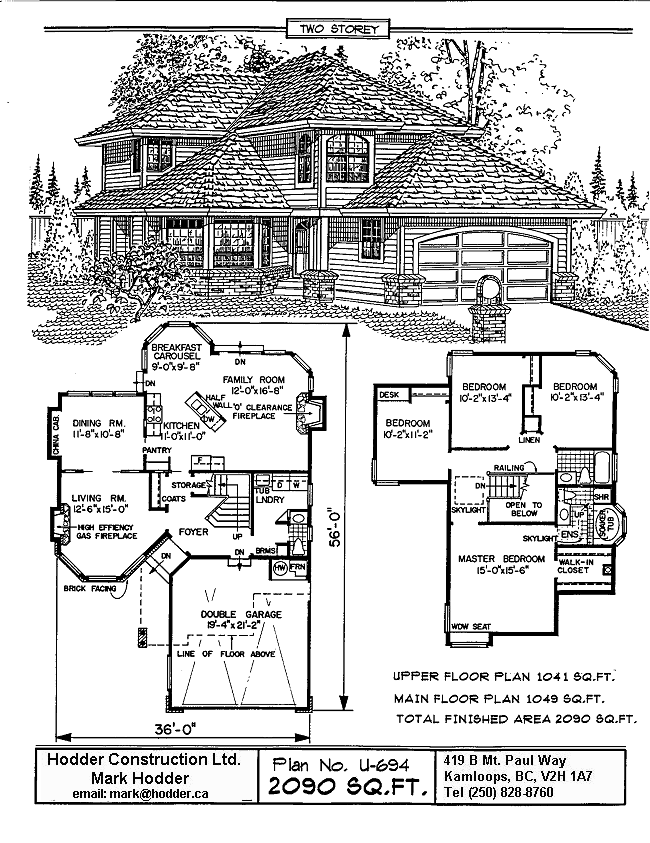 TWO STOREY
BREAKFAST
CAROUSEL
9'-0"x9'-8"
DN
FAMILY ROOM
12'-0"x16'-8"
HALF
WALL
DW
'O' CLEARANCE
FIREPLACE
CHINA CAB.
DINING RM.
11'-8"x10'-8"
KITCHEN
11'-0"x11'-0"
PANTRY
F
STORAGE
COATS
TUB
D
W
LNDRY
LIVING RM.
12'-6"x15'-0"
HIGH EFFIENCY
GAS FIREPLACE
FOYER
UP
DN
BRMS
DN
HW
FRN
BRICK FACING
DOUBLE GARAGE
19'-4"x21'-2"
LINE OF FLOOR ABOVE
56'-0"
36'-0"
DESK
BEDROOM
10'-2"x13'-4"
BEDROOM
10'-2"x13'-4"
BEDROOM
10'-2"x11'-2"
LINEN
RAILING
DN
SKYLIGHT
OPEN TO
BELOW
SHR
UP
SOAKER
TUB
SKYLIGHT
ENS
MASTER BEDROOM
15'-0"x15'-6"
WALK-IN
CLOSET
WDW SEAT
UPPER FLOOR PLAN 1041 SQ.FT.
MAIN FLOOR PLAN 1049 SQ.FT.
TOTAL FINISHED AREA 2090 SQ.FT.
Hodder Construction Ltd.
Mark Hodder
email: mark@hodder.ca
Plan No. U-694
2090 SQ.FT.
419 B Mt. Paul Way
Kamloops, BC, V2H 1A7
Tel (250) 828-8760